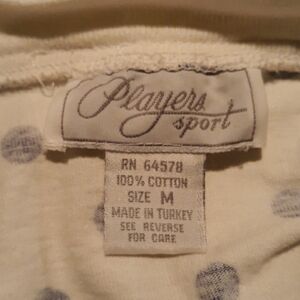 Players
sport
RN 64578
100% COTTON
SIZE M
MADE IN TURKEY
SEE REVERSE
FOR CARE